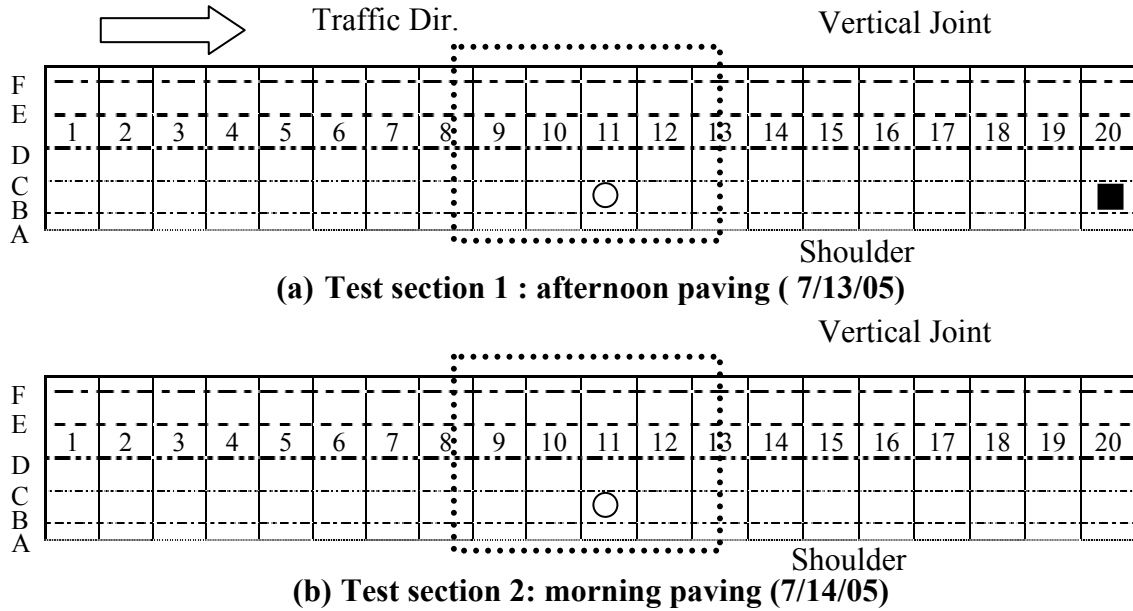 Traffic Dir. Vertical Joint
F
E
1 2 3 4 5 6 7 8 9 10 11 12 13 14 15 16 17 18 19 20
D
C
B
A
Shoulder
(a) Test section 1 : afternoon paving ( 7/13/05)
Vertical Joint
F
E
1 2 3 4 5 6 7 8 9 10 11 12 13 14 15 16 17 18 19 20
D
C
B
A
Shoulder
(b) Test section 2: morning paving (7/14/05)